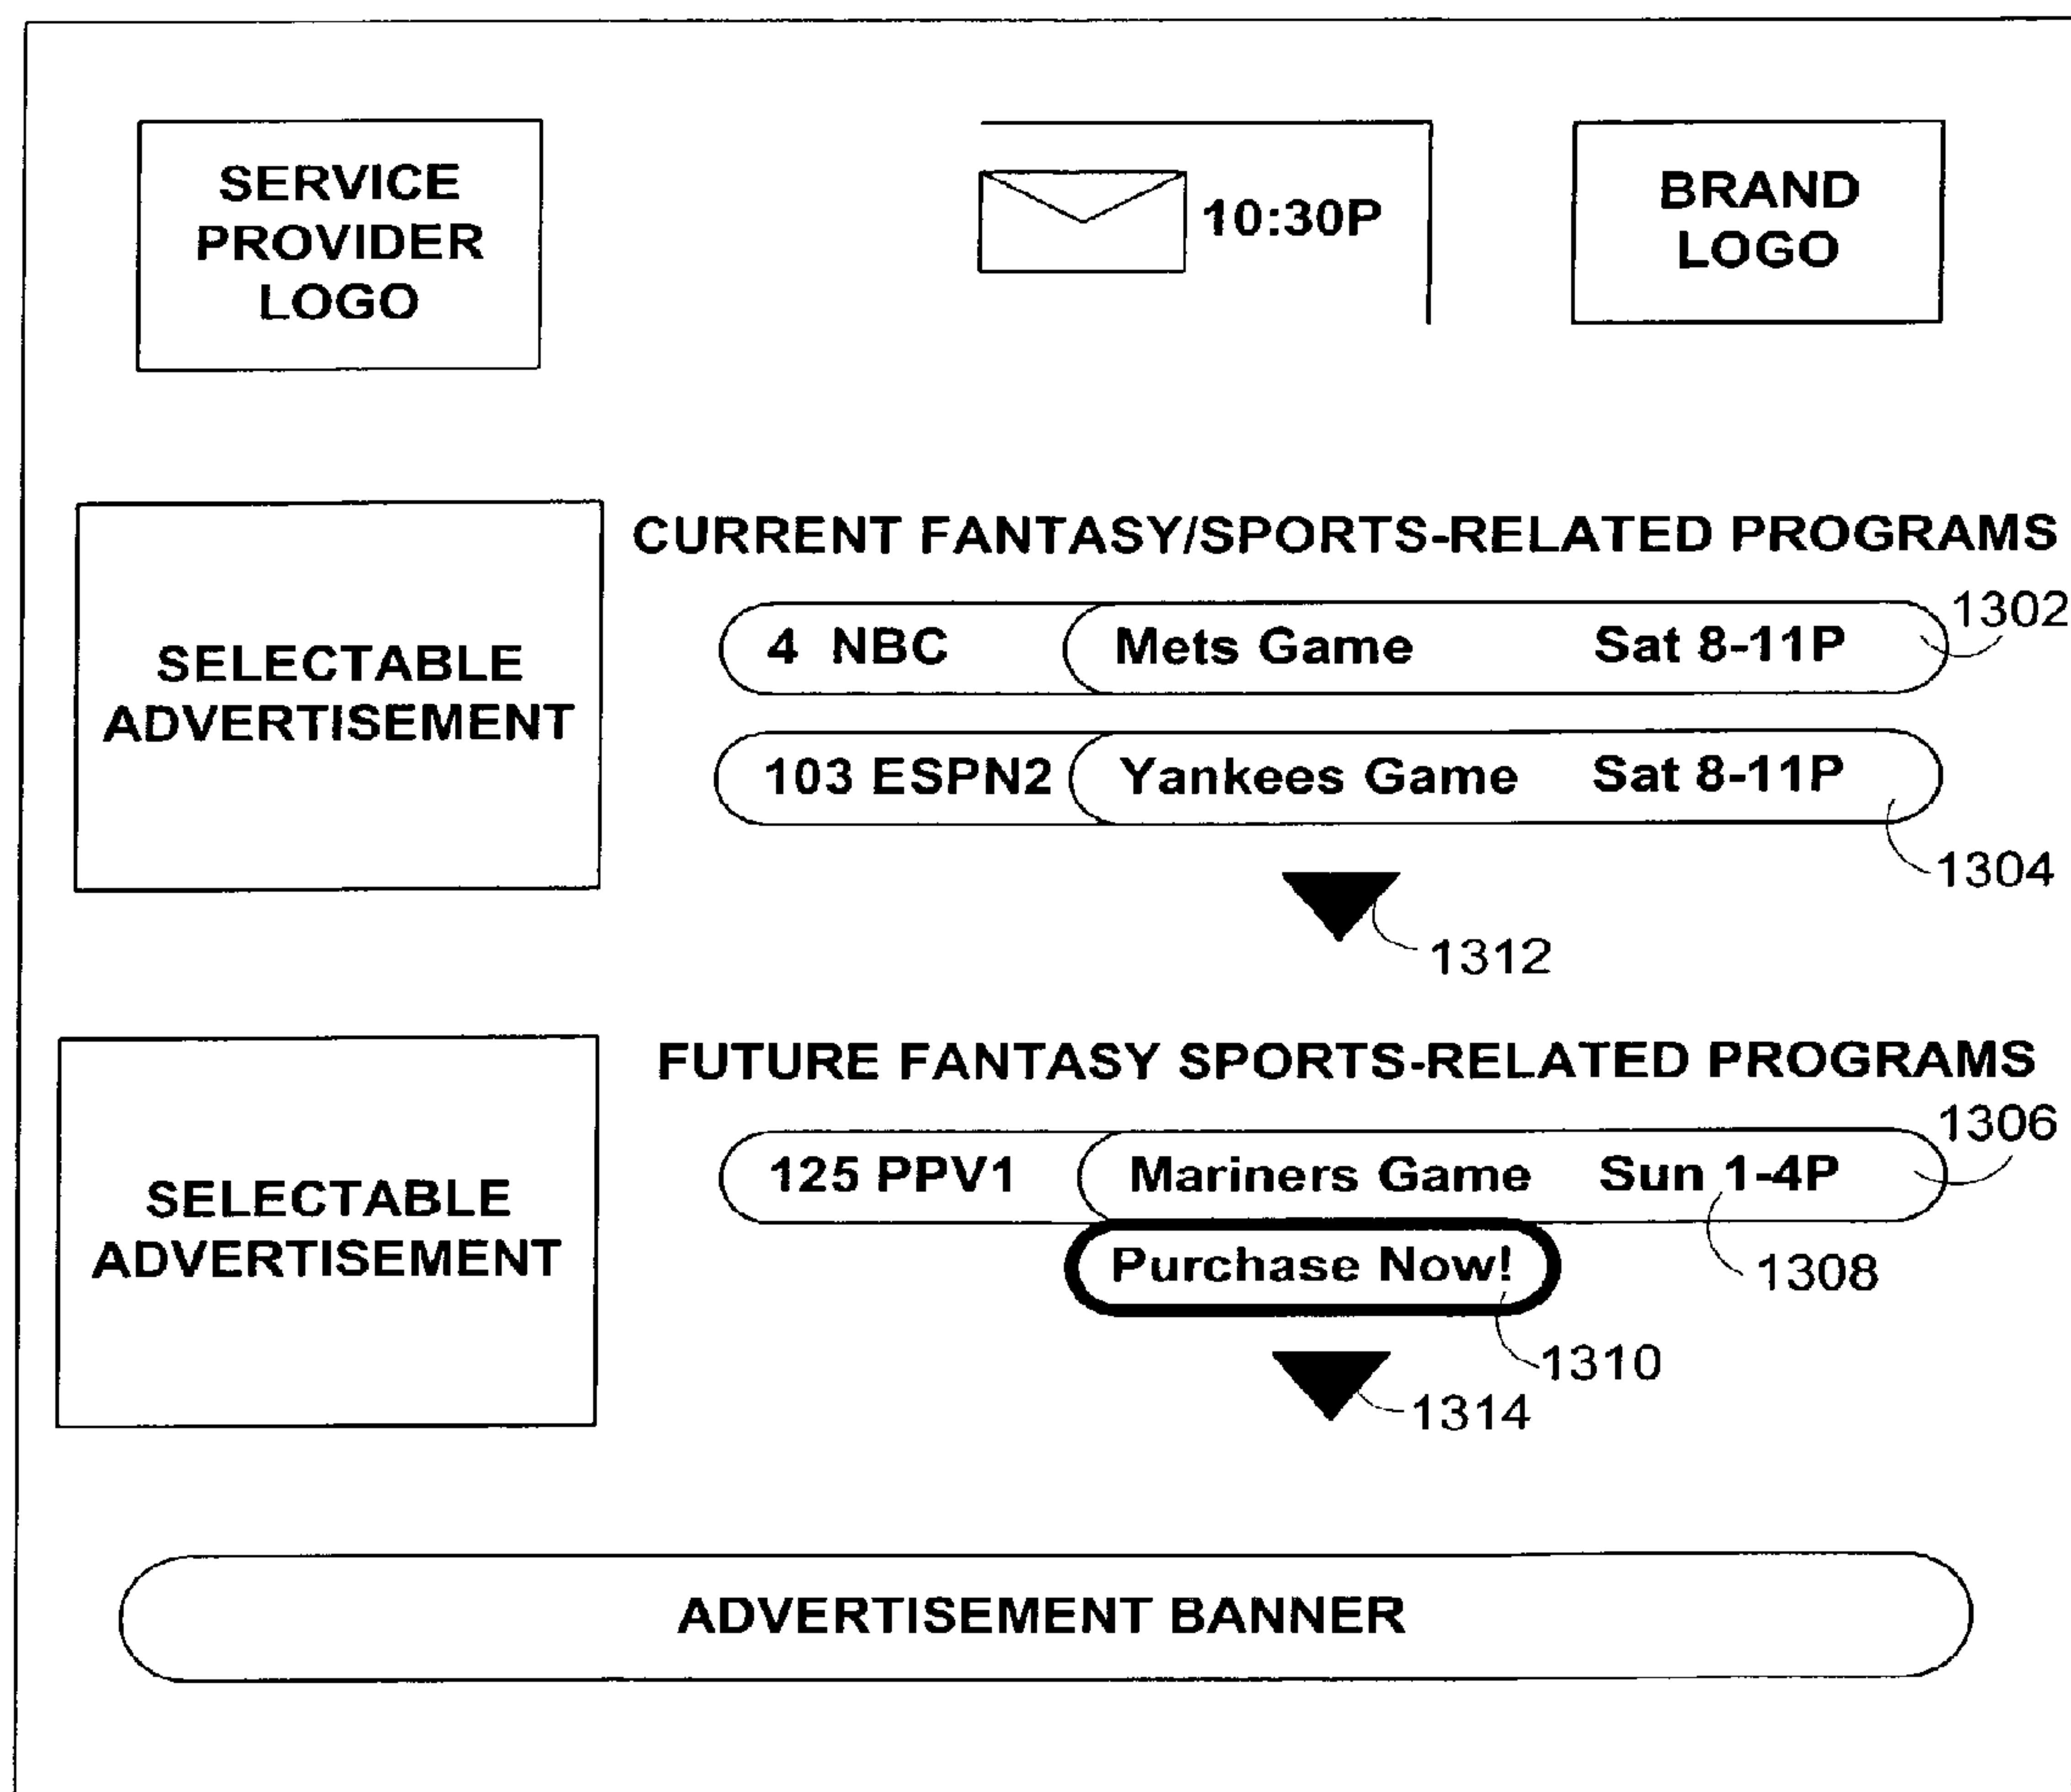 SERVICE
PROVIDER
LOGO
10:30P
BRAND
LOGO
SELECTABLE
ADVERTISEMENT
CURRENT FANTASY/SPORTS-RELATED PROGRAMS
4 NBC Mets Game Sat 8-11P 1302
103 ESPN2 Yankees Game Sat 8-11P
1304
1312
SELECTABLE
ADVERTISEMENT
FUTURE FANTASY SPORTS-RELATED PROGRAMS
1306
125 PPV1 Mariners Game Sun 1-4P
Purchase Now! 1308
1310
1314
ADVERTISEMENT BANNER